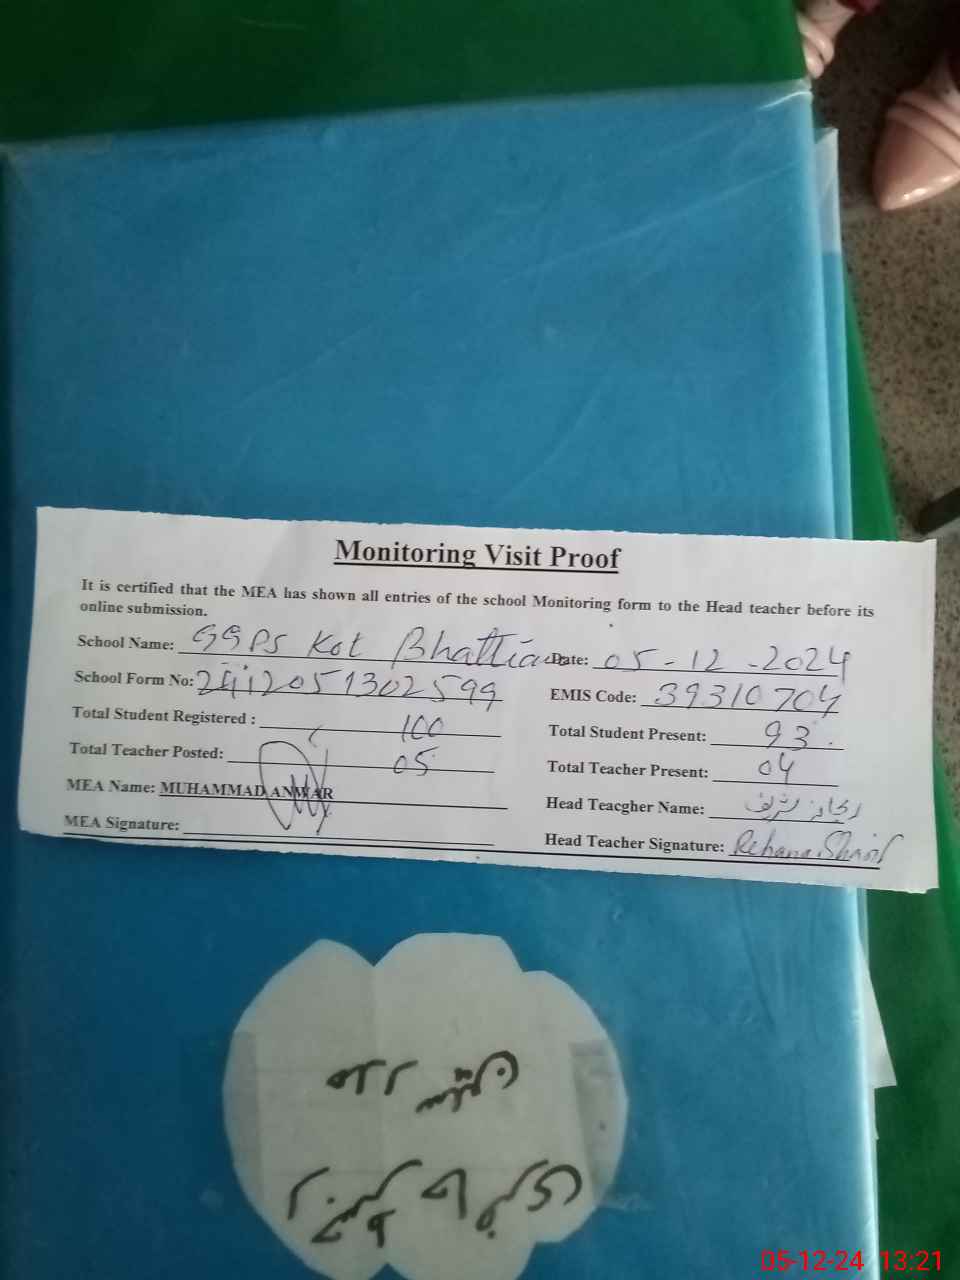 Monitoring Visit Proof
It is certified that the MEA has shown all entries of the school Monitoring form to the Head teacher before its
online submission.
School Name: GGPS Kot Bhattian Date: 05-12-2024
School Form No: 2412051302599 EMIS Code: 39310704
Total Student Registered : 100 Total Student Present: 93
Total Teacher Posted: 05 Total Teacher Present: 04
MEA Name: MUHAMMAD ANWAR Head Teacgher Name: ریحانہ شریف
MEA Signature: Head Teacher Signature: Rehana Sharif
05-12-24 13:21